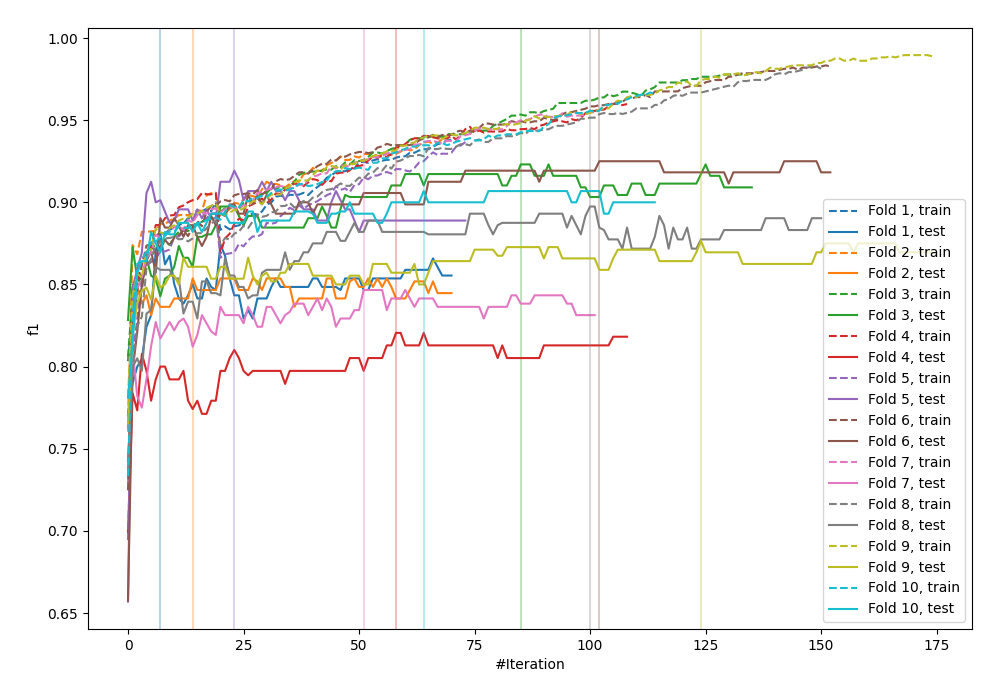 1.00
0.95
0.90
0.85
0.80
0.75
0.70
0.65
f1
0 25 50 75 100 125 150 175
#Iteration
Fold 1, train
Fold 1, test
Fold 2, train
Fold 2, test
Fold 3, train
Fold 3, test
Fold 4, train
Fold 4, test
Fold 5, train
Fold 5, test
Fold 6, train
Fold 6, test
Fold 7, train
Fold 7, test
Fold 8, train
Fold 8, test
Fold 9, train
Fold 9, test
Fold 10, train
Fold 10, test